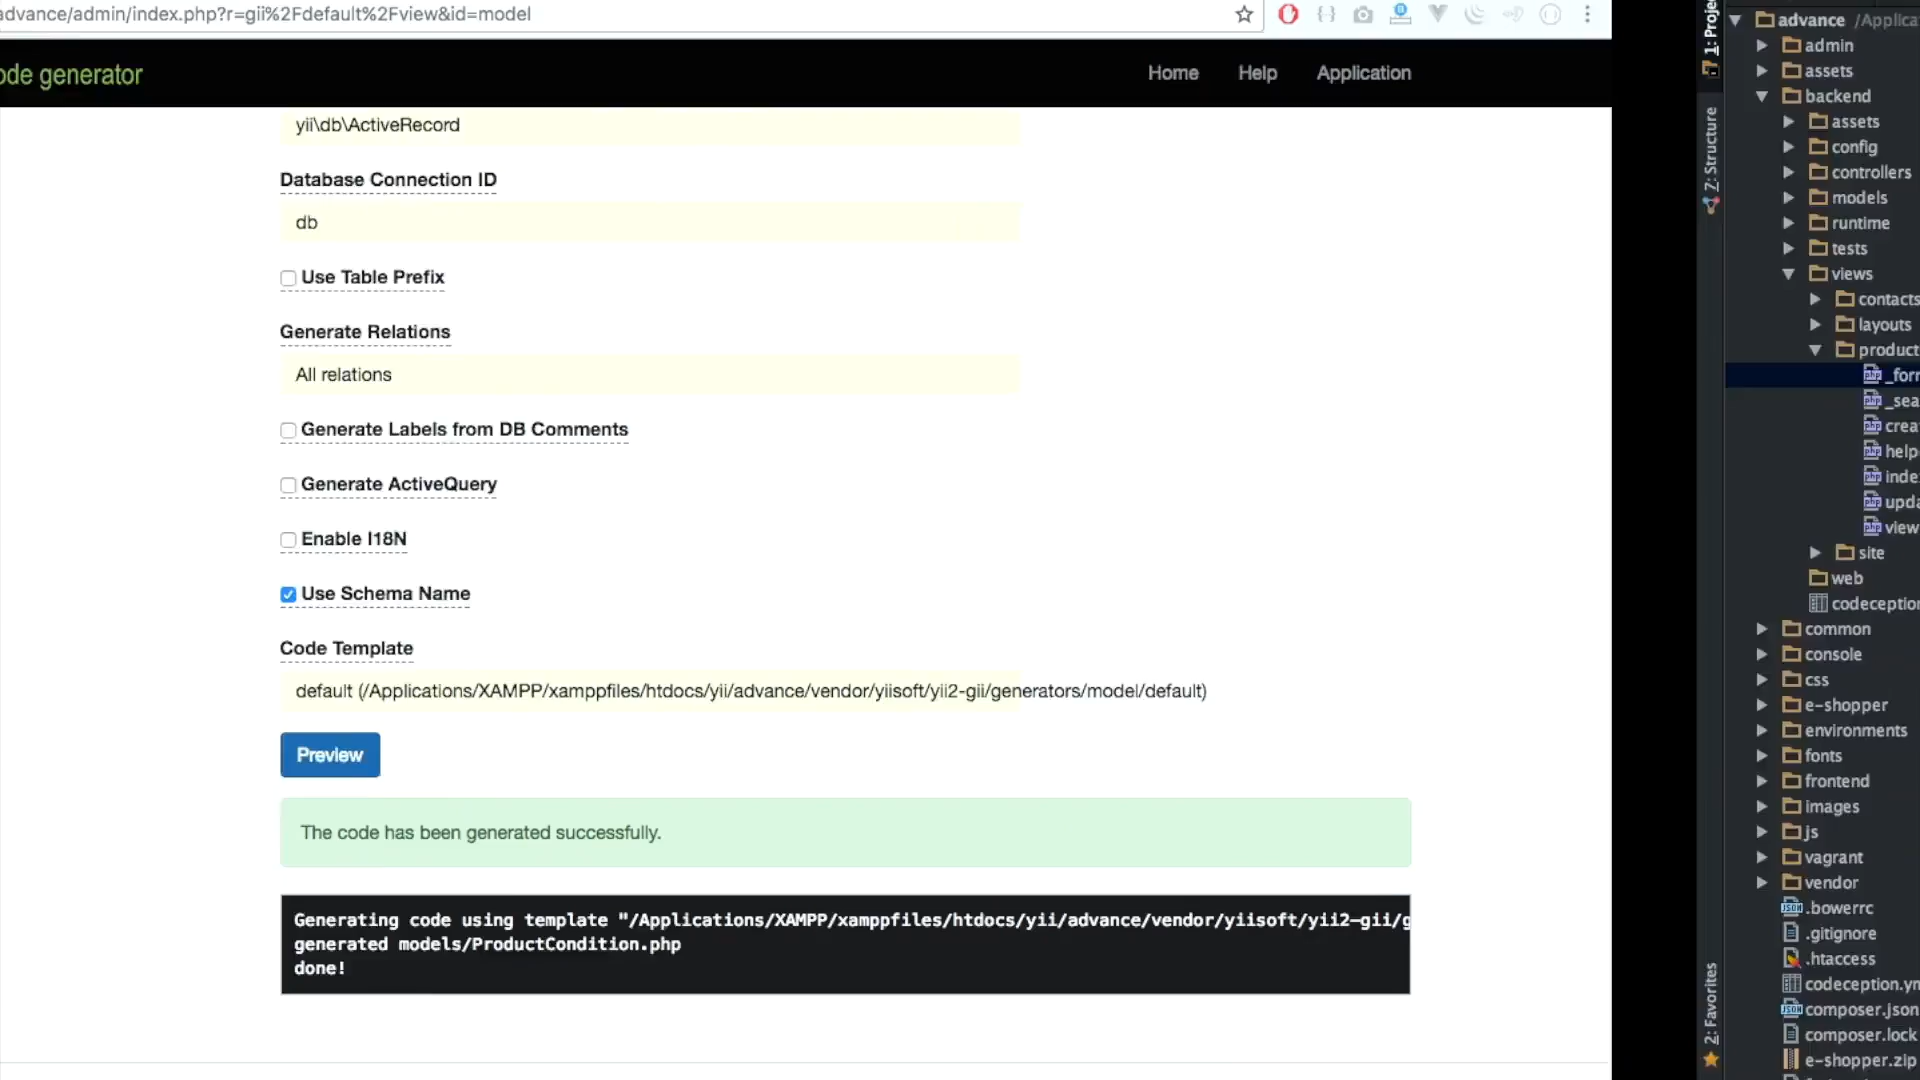 advance/admin/index.php?r=gii%2Fdefault%2Fview&id=model
ode generator
Home
Help
Application
yii\db\ActiveRecord
Database Connection ID
db
Use Table Prefix
Generate Relations
All relations
Generate Labels from DB Comments
Generate ActiveQuery
Enable I18N
Use Schema Name
Code Template
default (/Applications/XAMPP/xamppfiles/htdocs/yii/advance/vendor/yiisoft/yii2-gii/generators/model/default)
Preview
The code has been generated successfully.
Generating code using template "/Applications/XAMPP/xamppfiles/htdocs/yii/advance/vendor/yiisoft/yii2-gii/g
generated models/ProductCondition.php
done!
1: Proje
Z: Structure
2: Favorites
advance /Applica
admin
assets
backend
assets
config
controllers
models
runtime
tests
views
contacts
layouts
product
_for
_sea
crea
help
inde
upda
view
site
web
codeception
common
console
css
e-shopper
environments
fonts
frontend
images
js
vagrant
vendor
.bowerrc
.gitignore
.htaccess
codeception.ym
composer.json
composer.lock
e-shopper.zip